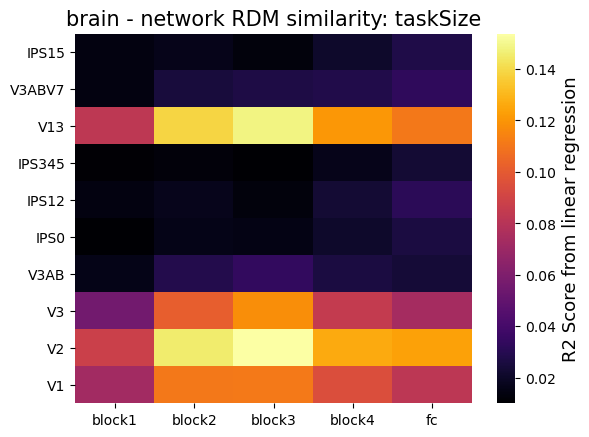 brain - network RDM similarity: taskSize
IPS15
V3ABV7
V13
IPS345
IPS12
IPS0
V3AB
V3
V2
V1
block1 block2 block3 block4 fc
0.14
0.12
0.10
0.08
0.06
0.04
0.02
R2 Score from linear regression